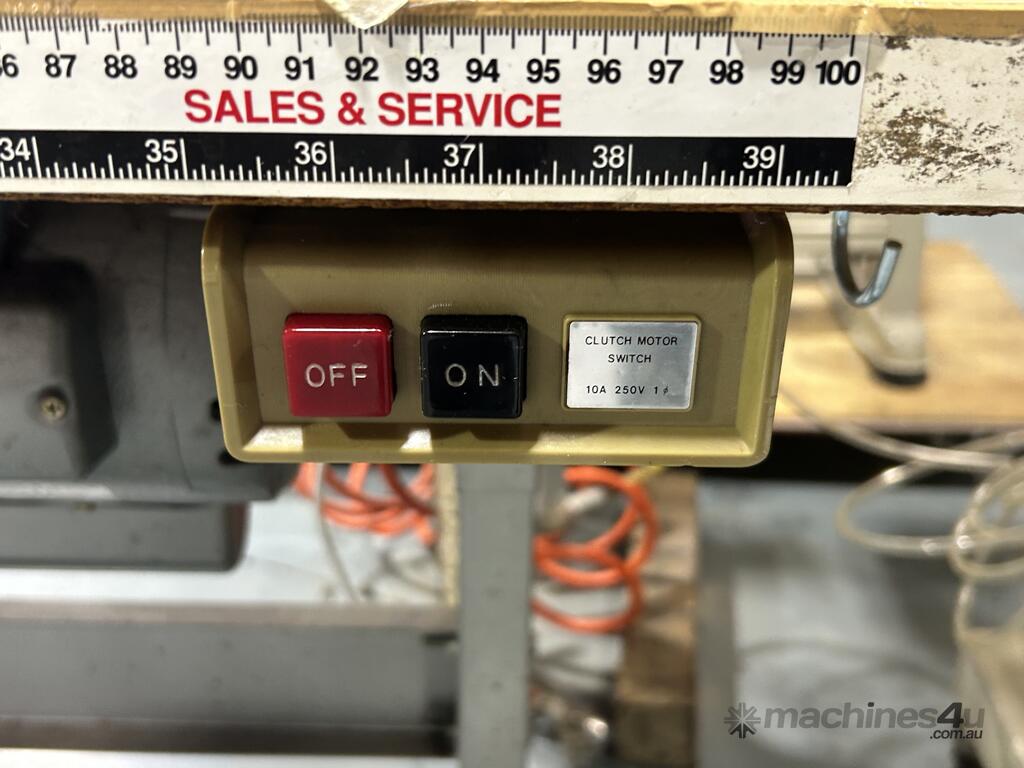 86 87 88 89 90 91 92 93 94 95 96 97 98 99 100
SALES & SERVICE
34 35 36 37 38 39
OFF
ON
CLUTCH MOTOR
SWITCH
10A 250V 1ϕ
machines4u
.com.au